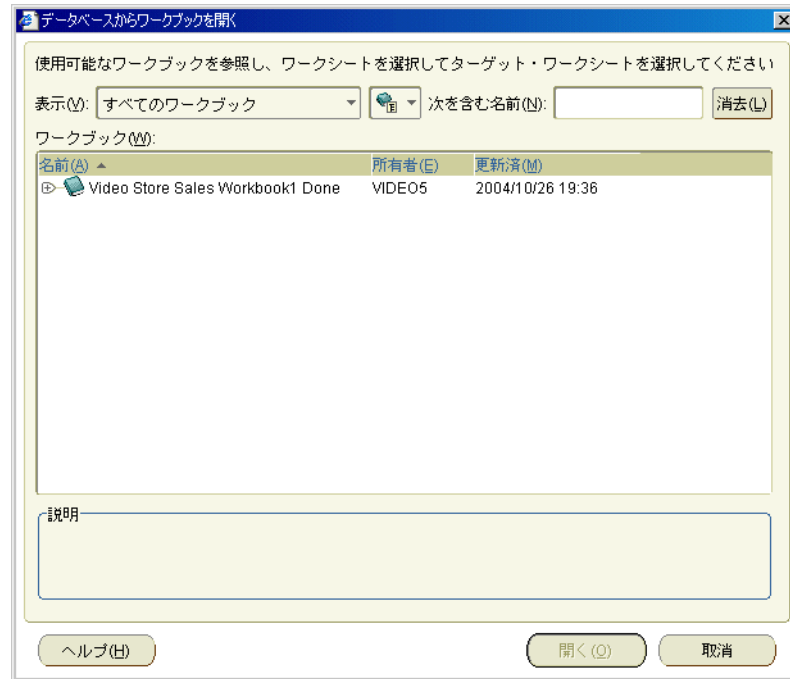 データベースからワークブックを開く
使用可能なワークブックを参照し、ワークシートを選択してターゲット・ワークシートを選択してください
表示(V): すべてのワークブック 次を含む名前(N): 消去(L)
ワークブック(W):
名前(A) 所有者(E) 更新済(M)
Video Store Sales Workbook1 Done VIDEO5 2004/10/26 19:36
説明
ヘルプ(H) 開く(O) 取消